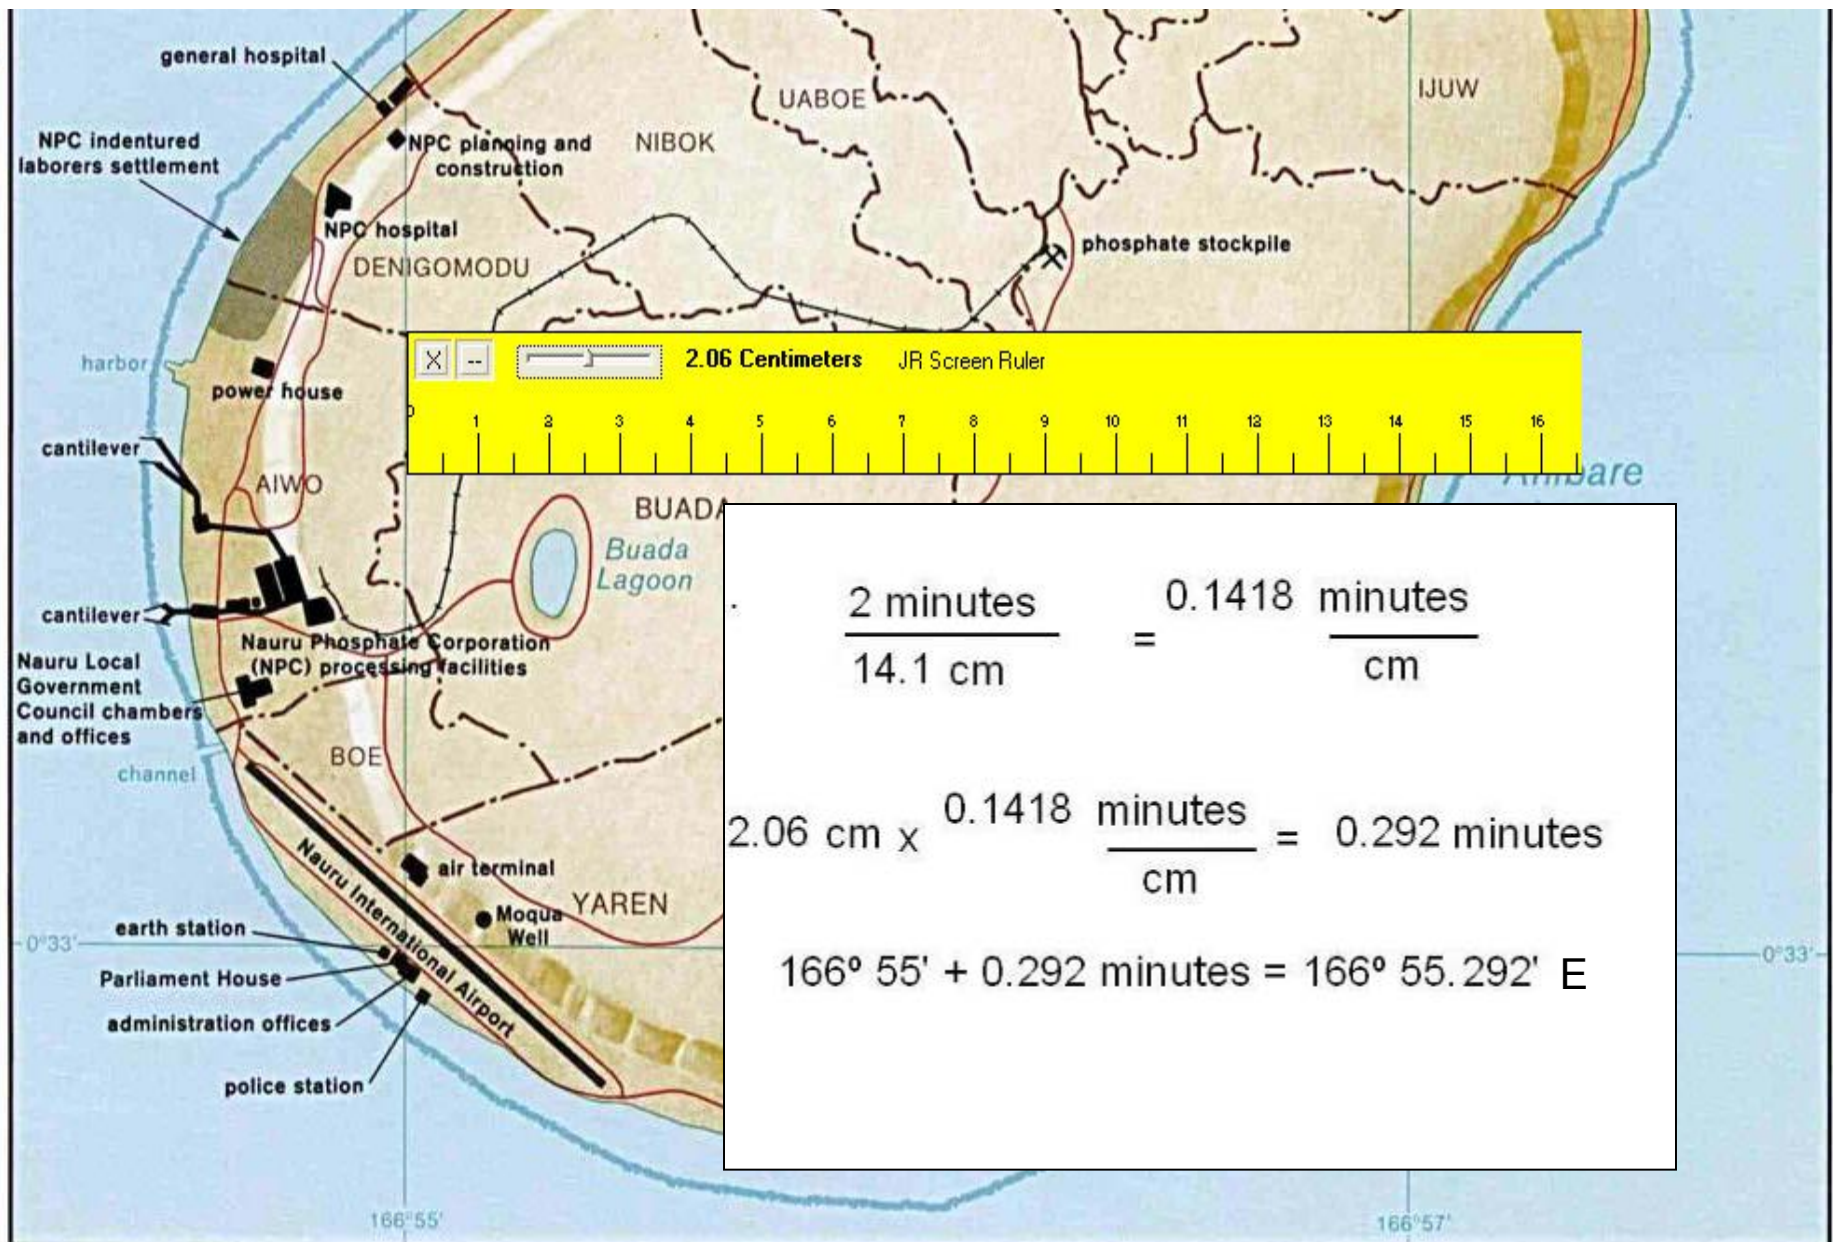 general hospital
UABOE
IJUW
NPC indentured
laborers settlement
NPC planning and
construction
NIBOK
NPC hospital
DENIGOMODU
phosphate stockpile
harbor
power house
X -- 2.06 Centimeters JR Screen Ruler
0 1 2 3 4 5 6 7 8 9 10 11 12 13 14 15 16
cantilever
AIWO
BUADA
Buada
Lagoon
cantilever
Nauru Phosphate Corporation
(NPC) processing facilities
Nauru Local
Government
Council chambers
and offices
BOE
channel
air terminal
Nauru International Airport
YAREN
Moqua
Well
earth station
0°33'
Parliament House
administration offices
police station
166°55'
2 minutes
14.1 cm
= 0.1418 minutes
cm
2.06 cm x 0.1418 minutes
cm
= 0.292 minutes
166º 55' + 0.292 minutes = 166º 55.292' E
0°33'
166°57'